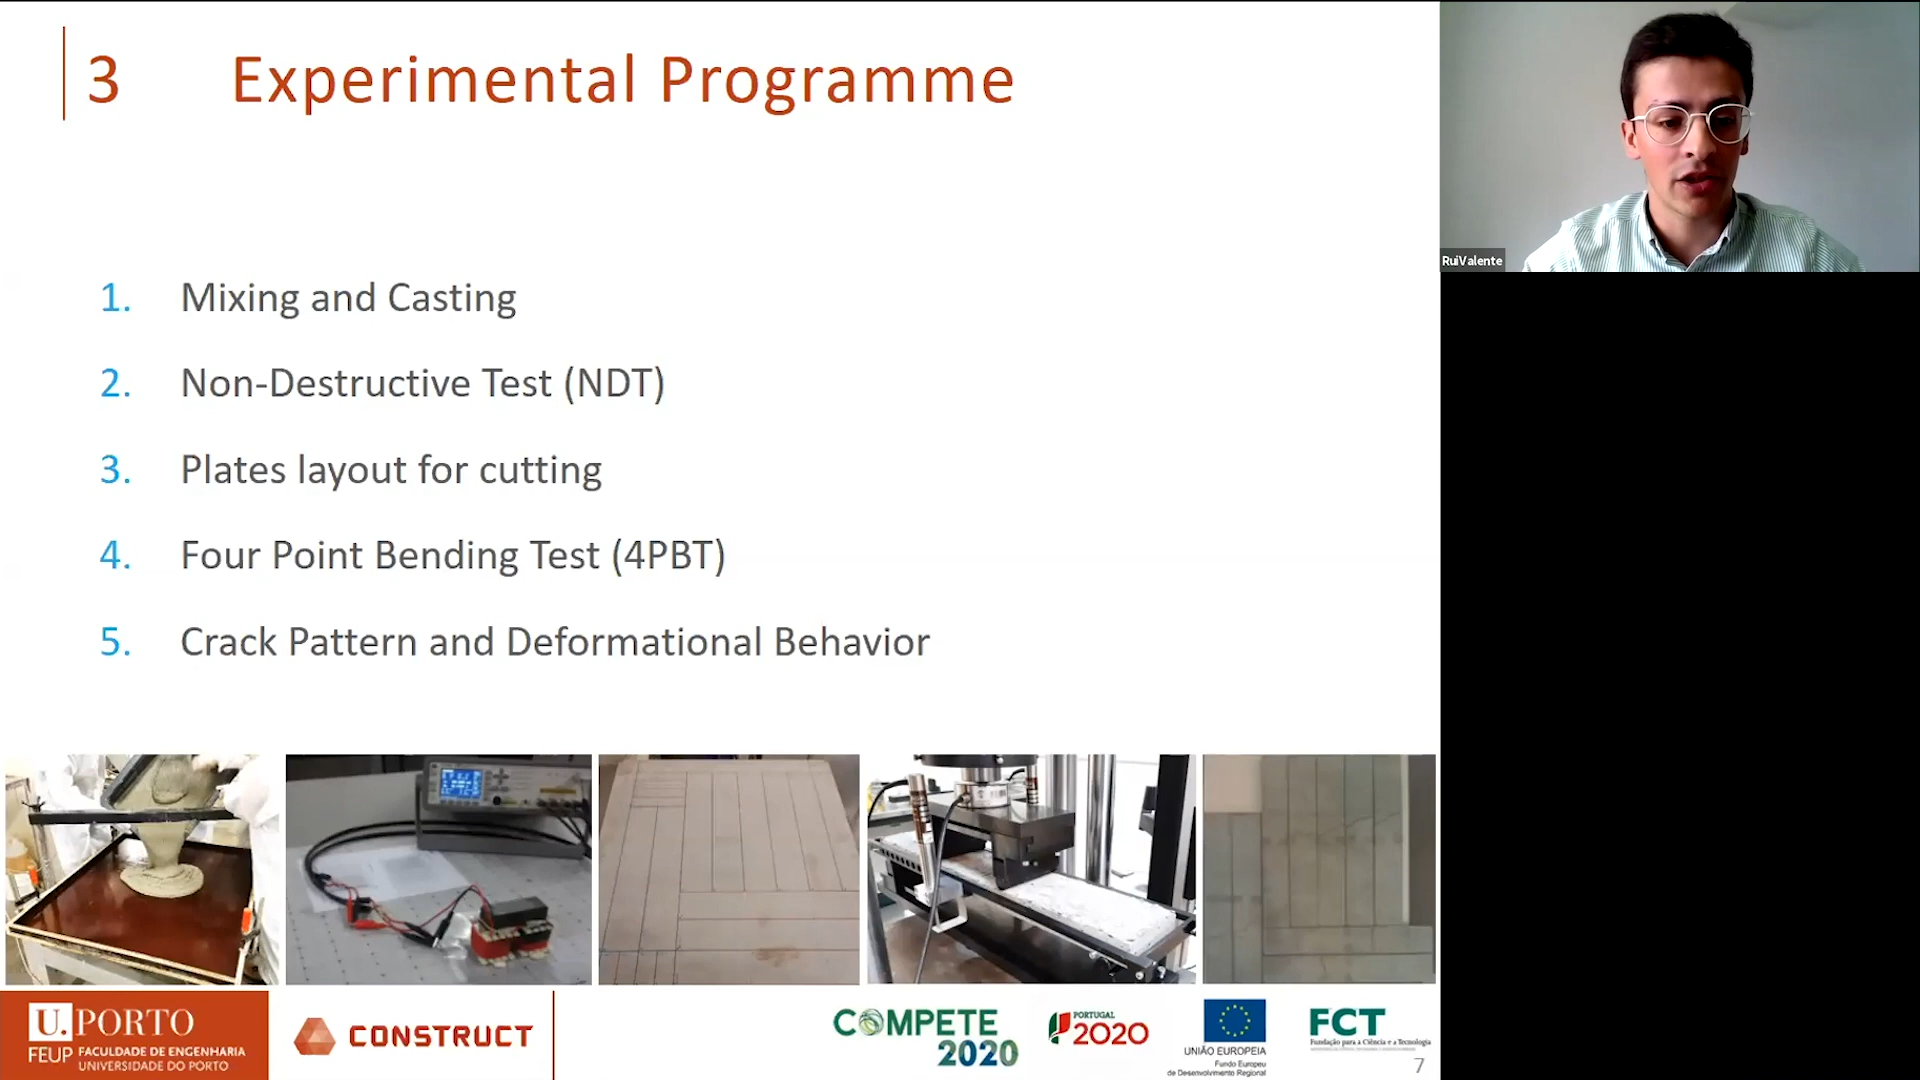 3 Experimental Programme
RuiValente
1. Mixing and Casting
2. Non-Destructive Test (NDT)
3. Plates layout for cutting
4. Four Point Bending Test (4PBT)
5. Crack Pattern and Deformational Behavior
U.PORTO
FEUP FACULDADE DE ENGENHARIA
UNIVERSIDADE DO PORTO
CONSTRUCT
COMPETE
2020
PORTUGAL
2020
UNIÃO EUROPEIA
Fundo Europeu
de Desenvolvimento Regional
FCT
Fundação para a Ciência e a Tecnologia
7